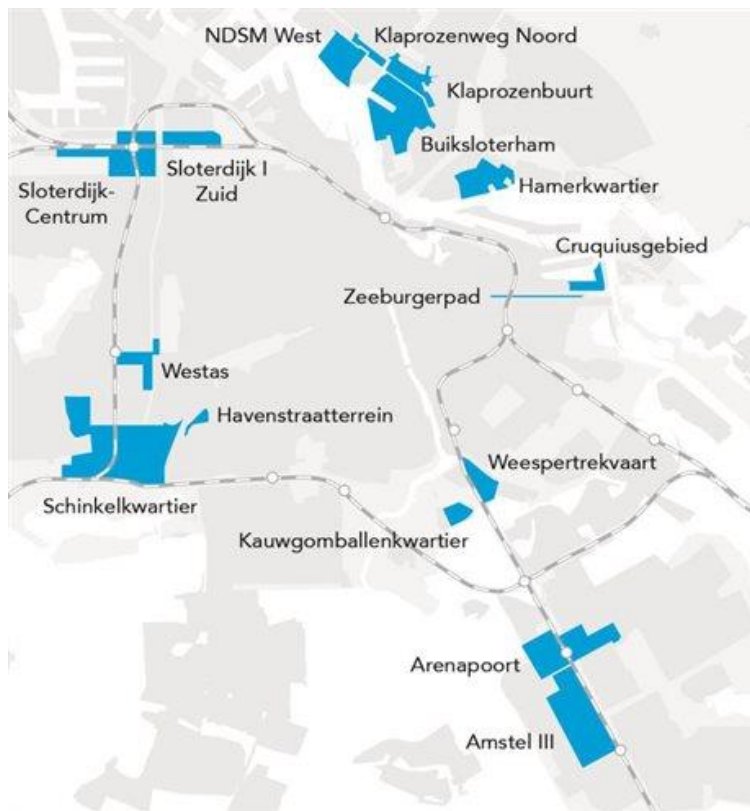 NDSM West
Klaprozenweg Noord
Klaprozenbuurt
Buiksloterham
Sloterdijk I
Zuid
Sloterdijk-
Centrum
Hamerkwartier
Cruquiusgebied
Zeeburgerpad
Westas
Havenstraatterrein
Weespertrekvaart
Schinkelkwartier
Kauwgomballenkwartier
Arenapoort
Amstel III